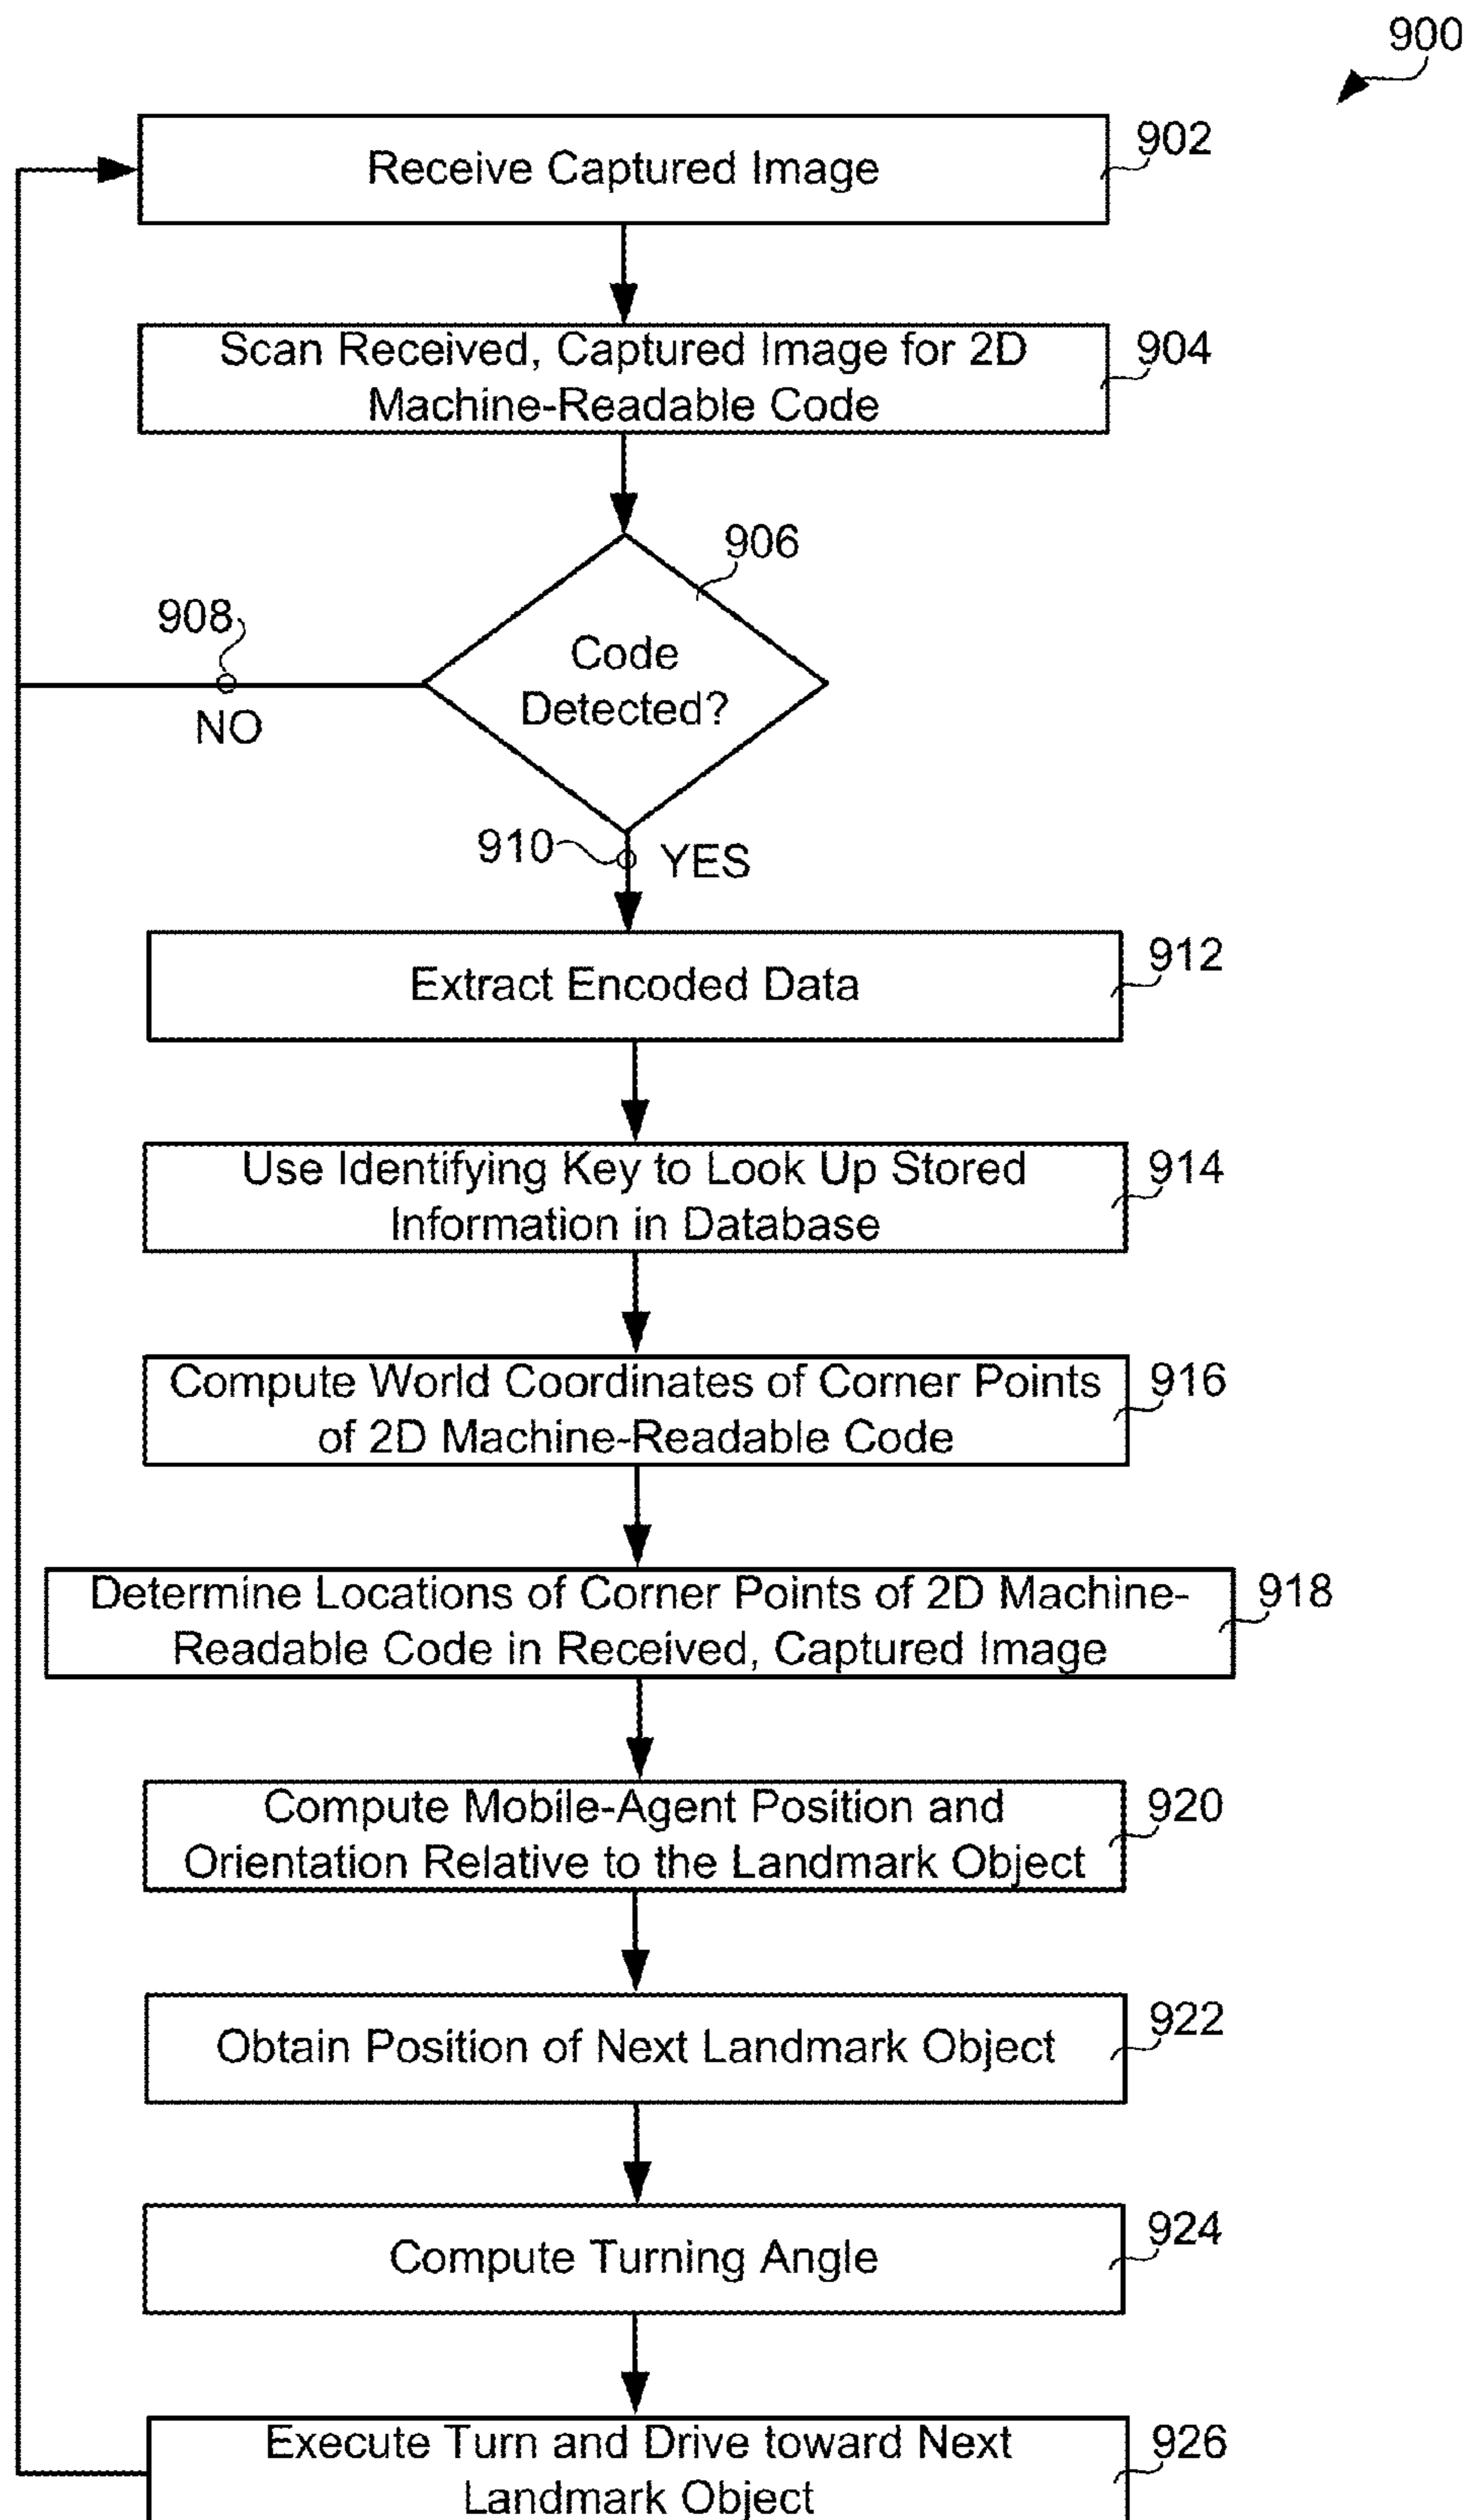 900
Receive Captured Image
902
Scan Received, Captured Image for 2D
Machine-Readable Code
904
906
Code
Detected?
908
NO
910
YES
Extract Encoded Data
912
Use Identifying Key to Look Up Stored
Information in Database
914
Compute World Coordinates of Corner Points
of 2D Machine-Readable Code
916
Determine Locations of Corner Points of 2D Machine-
Readable Code in Received, Captured Image
918
Compute Mobile-Agent Position and
Orientation Relative to the Landmark Object
920
Obtain Position of Next Landmark Object
922
Compute Turning Angle
924
Execute Turn and Drive toward Next
Landmark Object
926